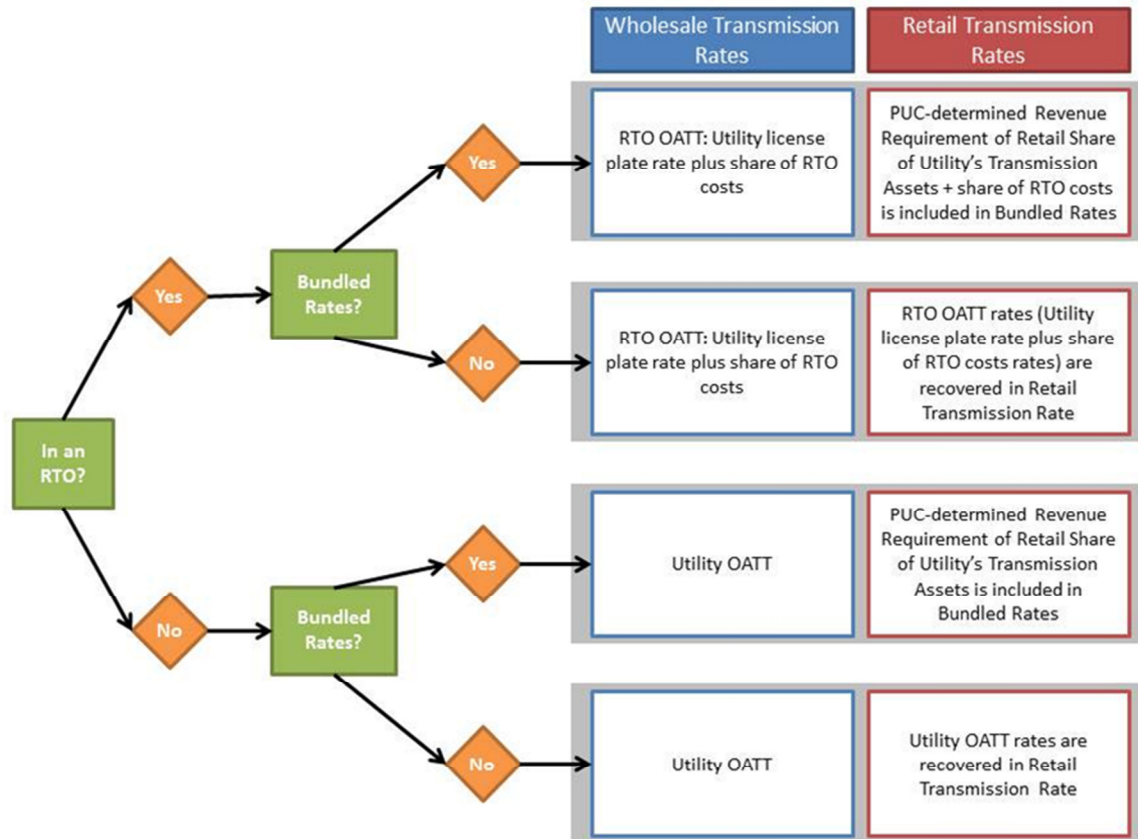 Wholesale Transmission
Rates
Retail Transmission
Rates
Yes
RTO OATT: Utility license
plate rate plus share of RTO
costs
PUC-determined Revenue
Requirement of Retail Share
of Utility's Transmission
Assets + share of RTO costs
is included in Bundled Rates
Yes
Bundled
Rates?
No
RTO OATT: Utility license
plate rate plus share of RTO
costs
RTO OATT rates (Utility
license plate rate plus share
of RTO costs rates) are
recovered in Retail
Transmission Rate
In an
RTO?
Yes
Utility OATT
PUC-determined Revenue
Requirement of Retail Share
of Utility's Transmission
Assets is included in
Bundled Rates
No
Bundled
Rates?
No
Utility OATT
Utility OATT rates are
recovered in Retail
Transmission Rate